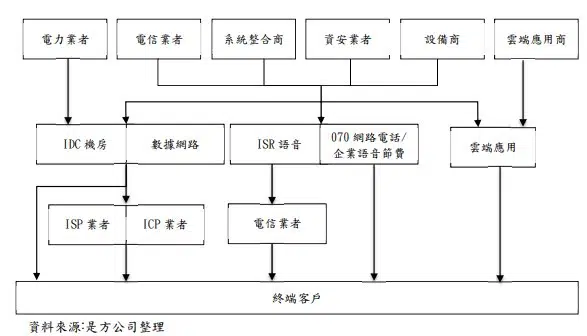 電力業者
電信業者
系統整合商
資安業者
設備商
雲端應用商
IDC 機房
數據網路
ISR 語音
070 網路電話/
企業語音節費
雲端應用
ISP 業者
ICP 業者
電信業者
終端客戶
資料來源:是方公司整理